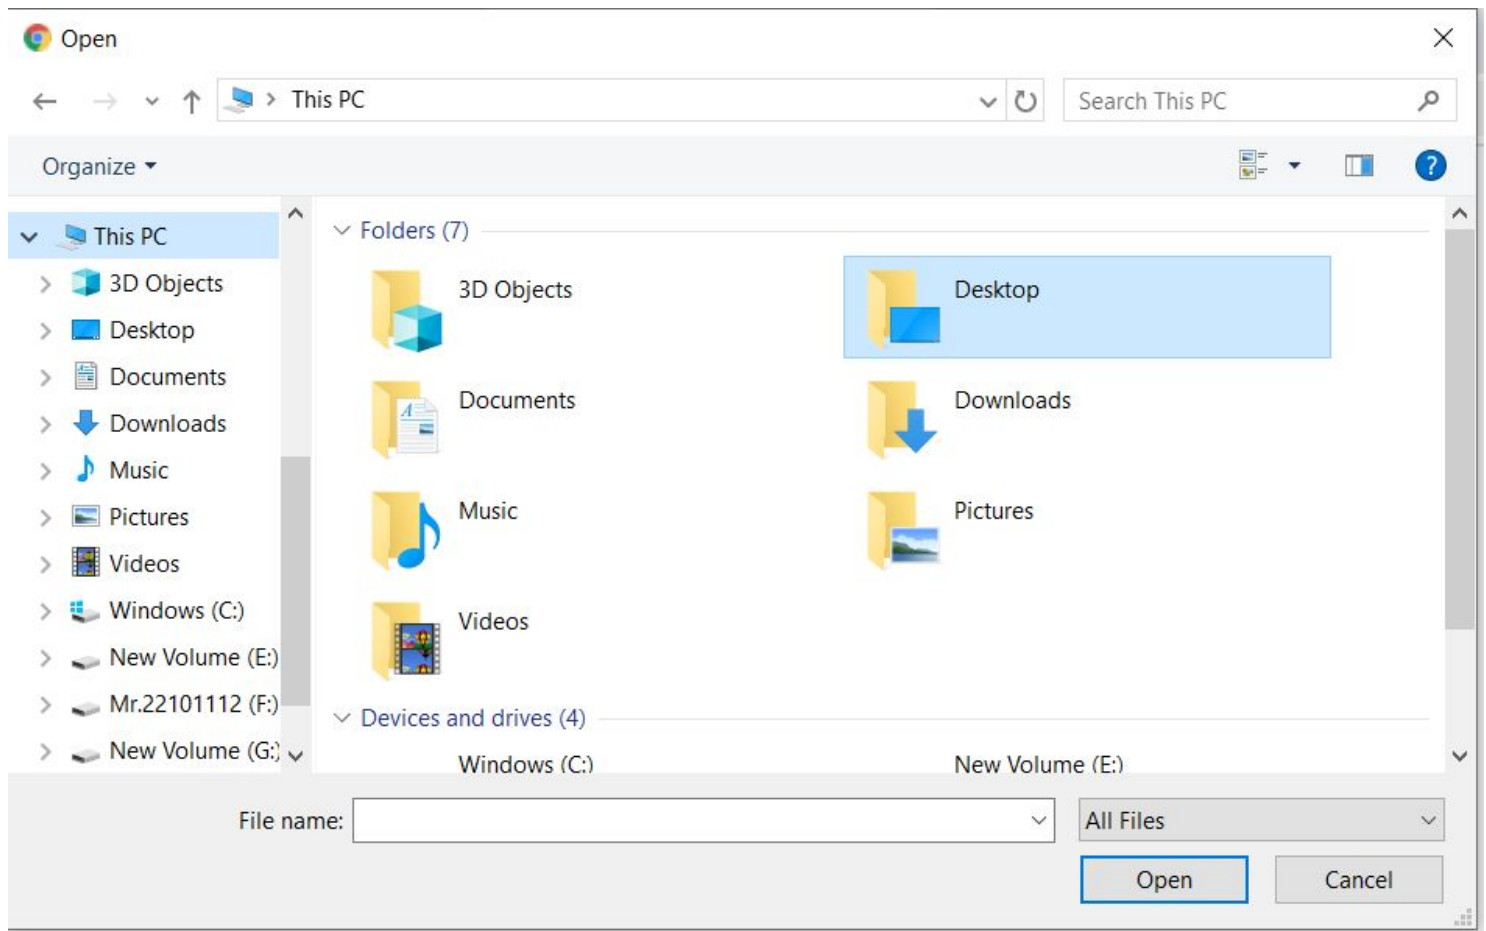 Open
This PC
Search This PC
Organize
?
This PC
3D Objects
Desktop
Documents
Downloads
Music
Pictures
Videos
Windows (C:)
New Volume (E:)
Mr.22101112 (F:)
New Volume (G:)
Folders (7)
3D Objects
Desktop
Documents
Downloads
Music
Pictures
Videos
Devices and drives (4)
Windows (C:)
New Volume (E:)
File name:
All Files
Open
Cancel